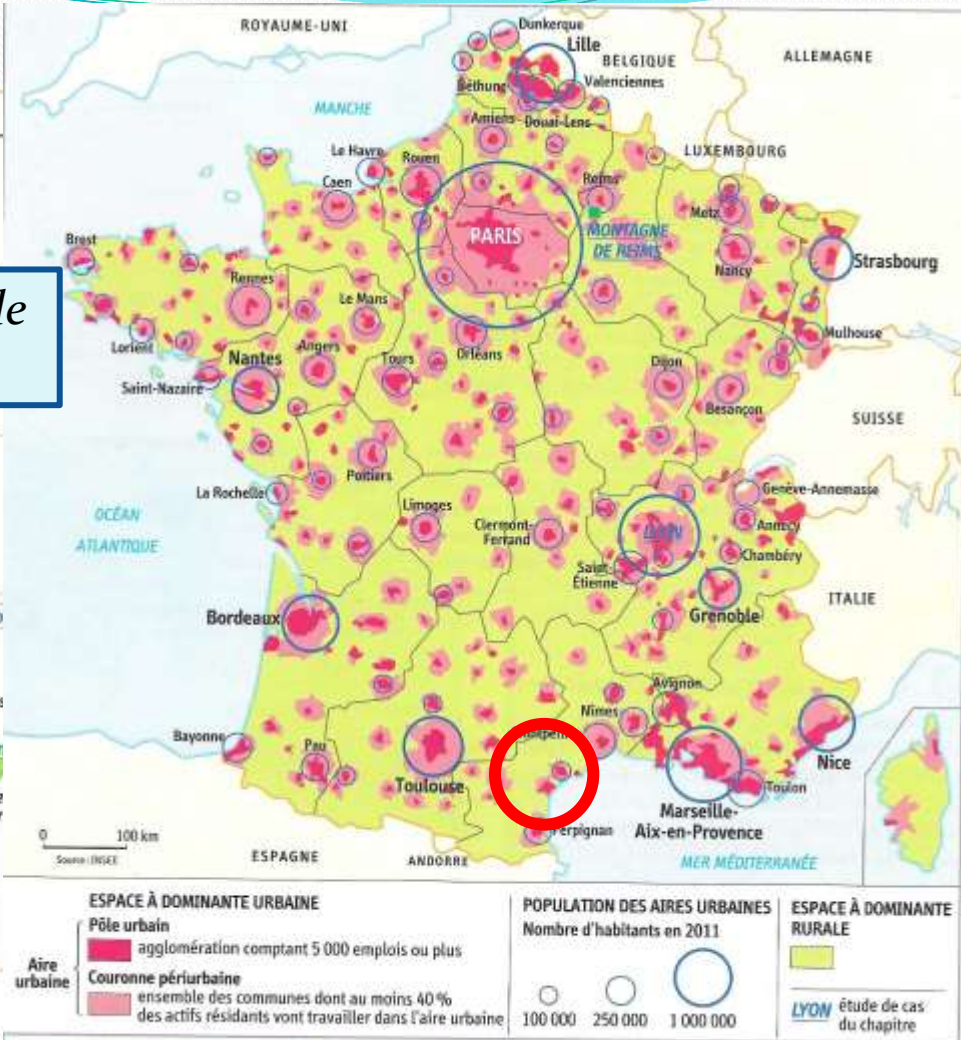 ROYAUME-UNI
Dunkerque
Lille
BELGIQUE
ALLEMAGNE
Béthune
Valenciennes
MANCHE
Amiens
Douai-Lens
LUXEMBOURG
Le Havre
Rouen
Caen
Reims
Metz
MONTAGNE
DE REIMS
PARIS
Brest
Nancy
Strasbourg
Rennes
Le Mans
Lorient
Angers
Orléans
Mulhouse
Nantes
Tours
Saint-Nazaire
Dijon
Besançon
SUISSE
Poitiers
La Rochelle
Genève-Annemasse
Limoges
Clermont-
Ferrand
LYON
Annecy
Chambéry
OCÉAN
ATLANTIQUE
Saint-
Étienne
Grenoble
ITALIE
Bordeaux
Avignon
Nîmes
Bayonne
Pau
Toulouse
Nice
Toulon
Marseille-
Aix-en-Provence
Perpignan
0 100 km
Source : INSEE
ESPAGNE
ANDORRE
MER MÉDITERRANÉE
ESPACE À DOMINANTE URBAINE
Pôle urbain
agglomération comptant 5 000 emplois ou plus
Aire
urbaine
Couronne périurbaine
ensemble des communes dont au moins 40 %
des actifs résidants vont travailler dans l'aire urbaine
POPULATION DES AIRES URBAINES
Nombre d'habitants en 2011
100 000 250 000 1 000 000
ESPACE À DOMINANTE
RURALE
LYON étude de cas
du chapitre